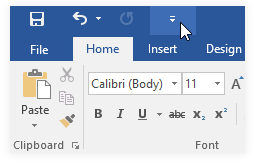 File Home Insert Design
Calibri (Body) 11 A
Paste B I U abc x₂ x²
Clipboard Font